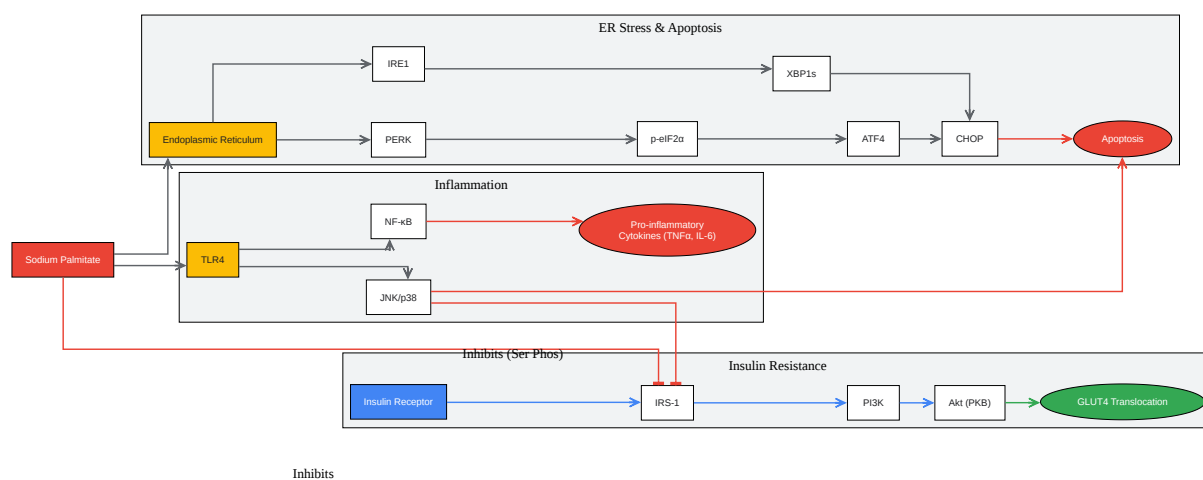 ER Stress & Apoptosis
IRE1
XBP1s
Endoplasmic Reticulum
PERK
p-eIF2α
ATF4
CHOP
Apoptosis
Inflammation
NF-κB
Pro-inflammatory
Cytokines (TNFα, IL-6)
Sodium Palmitate
TLR4
JNK/p38
Inhibits (Ser Phos)
Insulin Resistance
Insulin Receptor
IRS-1
PI3K
Akt (PKB)
GLUT4 Translocation
Inhibits